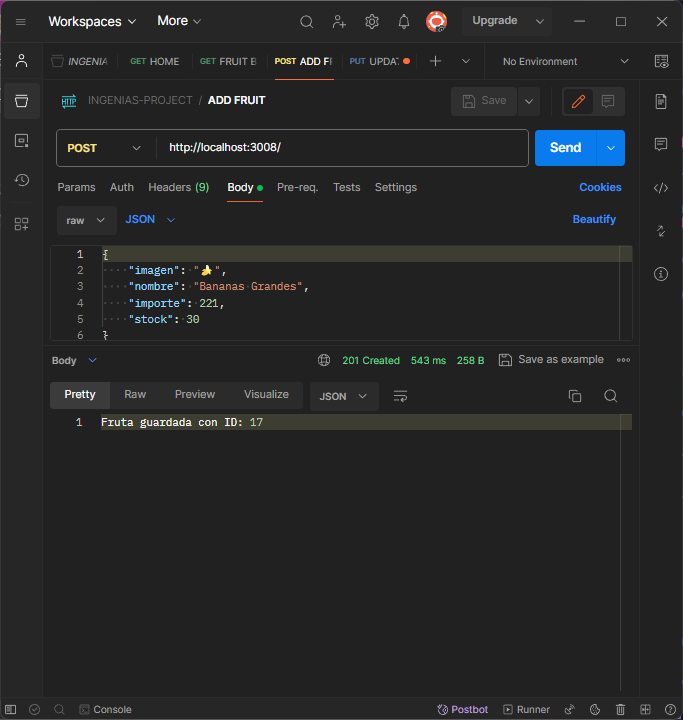 Workspaces More Upgrade
INGENIA GET HOME GET FRUIT B POST ADD FR PUT UPDAT No Environment
HTTP INGENIAS-PROJECT / ADD FRUIT Save
POST http://localhost:3008/ Send
Params Auth Headers (9) Body Pre-req. Tests Settings Cookies
raw JSON Beautify
1 {
2 "imagen": "🍌",
3 "nombre": "Bananas Grandes",
4 "importe": 221,
5 "stock": 30
6 }
Body 201 Created 543 ms 258 B Save as example
Pretty Raw Preview Visualize JSON
1 Fruta guardada con ID: 17
Console Postbot Runner